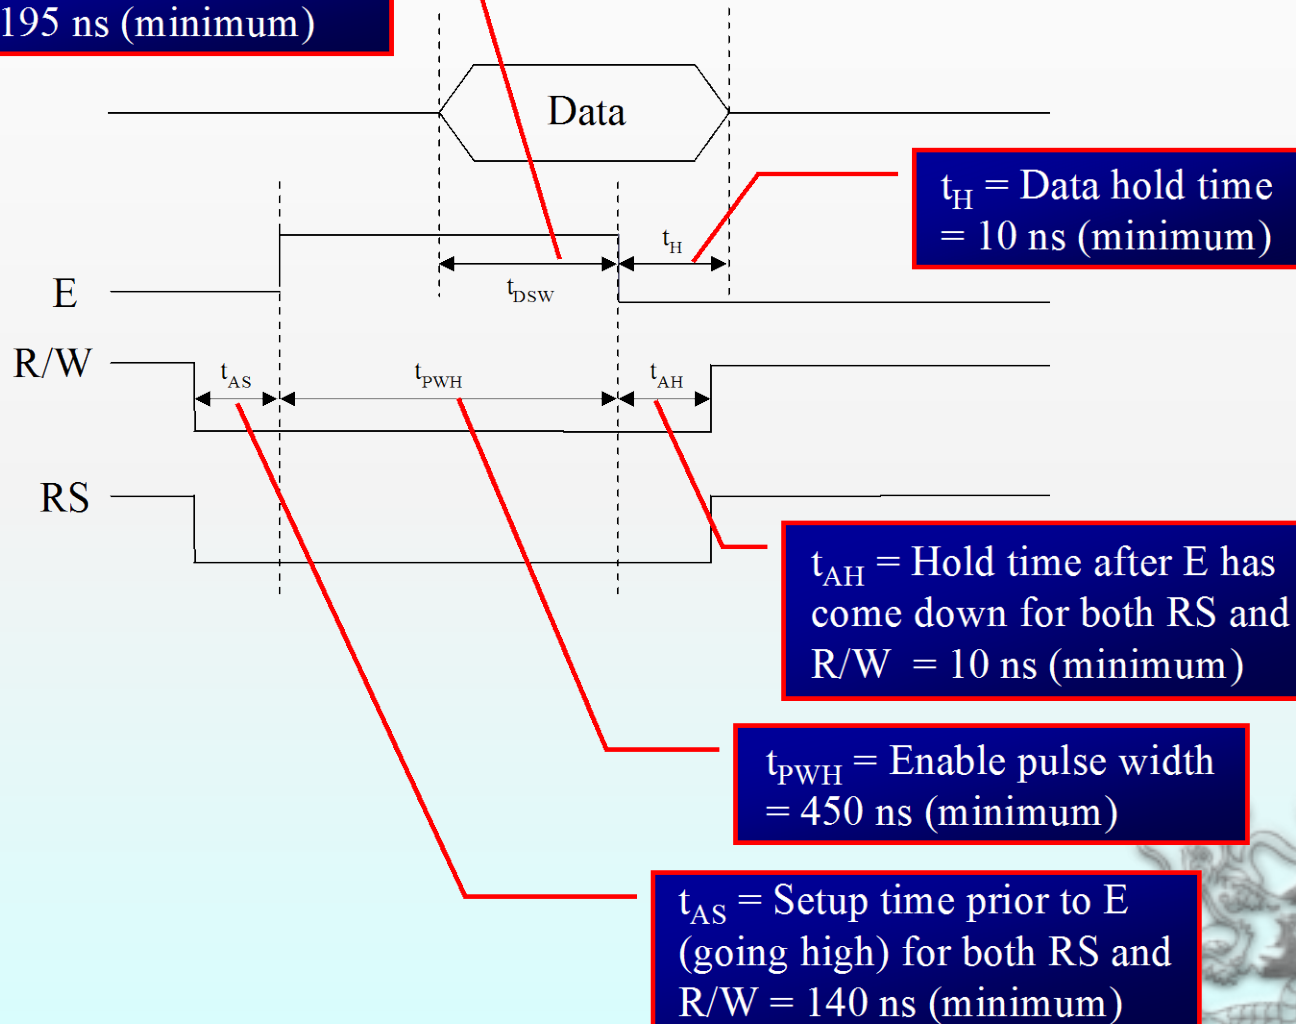 195 ns (minimum)
Data
tH = Data hold time
= 10 ns (minimum)
tH
E
tDSW
R/W
tAS
tPWH
tAH
RS
tAH = Hold time after E has
come down for both RS and
R/W = 10 ns (minimum)
tPWH = Enable pulse width
= 450 ns (minimum)
tAS = Setup time prior to E
(going high) for both RS and
R/W = 140 ns (minimum)